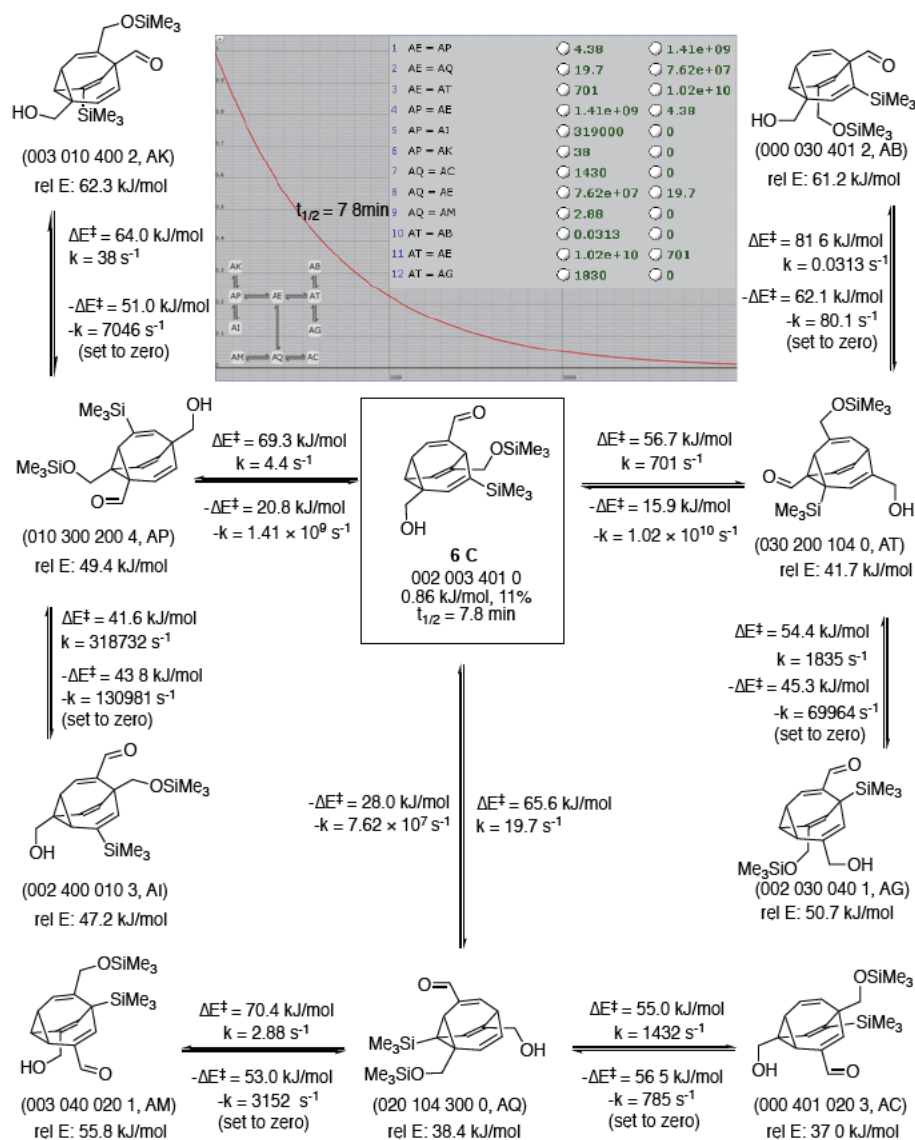 OSiMe3
O
HO
SiMe3
(003 010 400 2, AK)
rel E: 62.3 kJ/mol
1 AE = AP 4.38 1.41e+09
2 AE = AQ 19.7 7.62e+07
3 AE = AT 701 1.02e+10
4 AP = AE 1.41e+09 4.38
5 AP = AI 319000 0
6 AP = AK 38 0
7 AQ = AC 1430 0
8 AQ = AE 7.62e+07 19.7
9 AQ = AM 2.88 0
10 AT = AB 0.0313 0
11 AT = AE 1.02e+10 701
12 AT = AG 1830 0
t1/2 = 7 8min
AK AB
AP AE AT
AI AG
AM AQ AC
O
SiMe3
HO
OSiMe3
(000 030 401 2, AB)
rel E: 61.2 kJ/mol
ΔE‡ = 64.0 kJ/mol
k = 38 s-1
-ΔE‡ = 51.0 kJ/mol
-k = 7046 s-1
(set to zero)
ΔE‡ = 81 6 kJ/mol
k = 0.0313 s-1
-ΔE‡ = 62.1 kJ/mol
-k = 80.1 s-1
(set to zero)
Me3Si
OH
Me3SiO
O
(010 300 200 4, AP)
rel E: 49.4 kJ/mol
ΔE‡ = 69.3 kJ/mol
k = 4.4 s-1
-ΔE‡ = 20.8 kJ/mol
-k = 1.41 × 10^9 s-1
O
OSiMe3
SiMe3
OH
6 C
002 003 401 0
0.86 kJ/mol, 11%
t1/2 = 7.8 min
ΔE‡ = 56.7 kJ/mol
k = 701 s-1
-ΔE‡ = 15.9 kJ/mol
-k = 1.02 × 10^10 s-1
OSiMe3
O
Me3Si
OH
(030 200 104 0, AT)
rel E: 41.7 kJ/mol
ΔE‡ = 41.6 kJ/mol
k = 318732 s-1
-ΔE‡ = 43 8 kJ/mol
-k = 130981 s-1
(set to zero)
ΔE‡ = 54.4 kJ/mol
k = 1835 s-1
-ΔE‡ = 45.3 kJ/mol
-k = 69964 s-1
(set to zero)
O
OSiMe3
OH
SiMe3
(002 400 010 3, AI)
rel E: 47.2 kJ/mol
-ΔE‡ = 28.0 kJ/mol
-k = 7.62 × 10^7 s-1
ΔE‡ = 65.6 kJ/mol
k = 19.7 s-1
O
SiMe3
Me3SiO
OH
(002 030 040 1, AG)
rel E: 50.7 kJ/mol
OSiMe3
SiMe3
HO
O
(003 040 020 1, AM)
rel E: 55.8 kJ/mol
ΔE‡ = 70.4 kJ/mol
k = 2.88 s-1
-ΔE‡ = 53.0 kJ/mol
-k = 3152 s-1
(set to zero)
O
Me3Si
OH
Me3SiO
(020 104 300 0, AQ)
rel E: 38.4 kJ/mol
ΔE‡ = 55.0 kJ/mol
k = 1432 s-1
-ΔE‡ = 56 5 kJ/mol
-k = 785 s-1
(set to zero)
OSiMe3
SiMe3
HO
O
(000 401 020 3, AC)
rel E: 37 0 kJ/mol